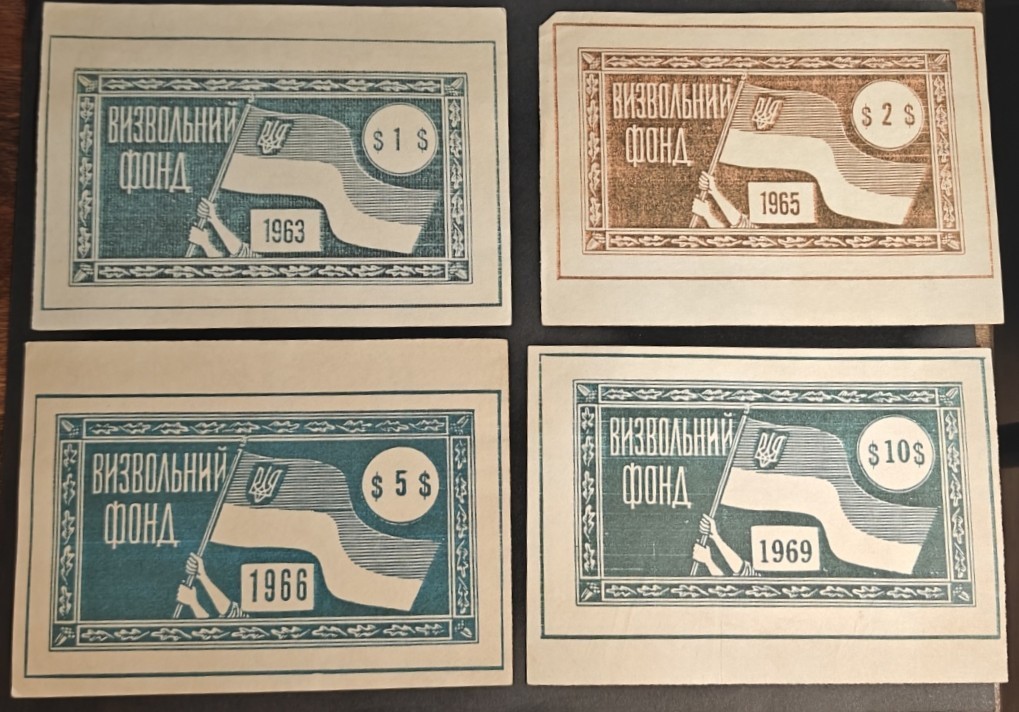 ВИЗВОЛЬНИЙ
ФОНД
$ 1 $
1963
ВИЗВОЛЬНИЙ
ФОНД
$ 2 $
1965
ВИЗВОЛЬНИЙ
ФОНД
$ 5 $
1966
ВИЗВОЛЬНИЙ
ФОНД
$ 10 $
1969